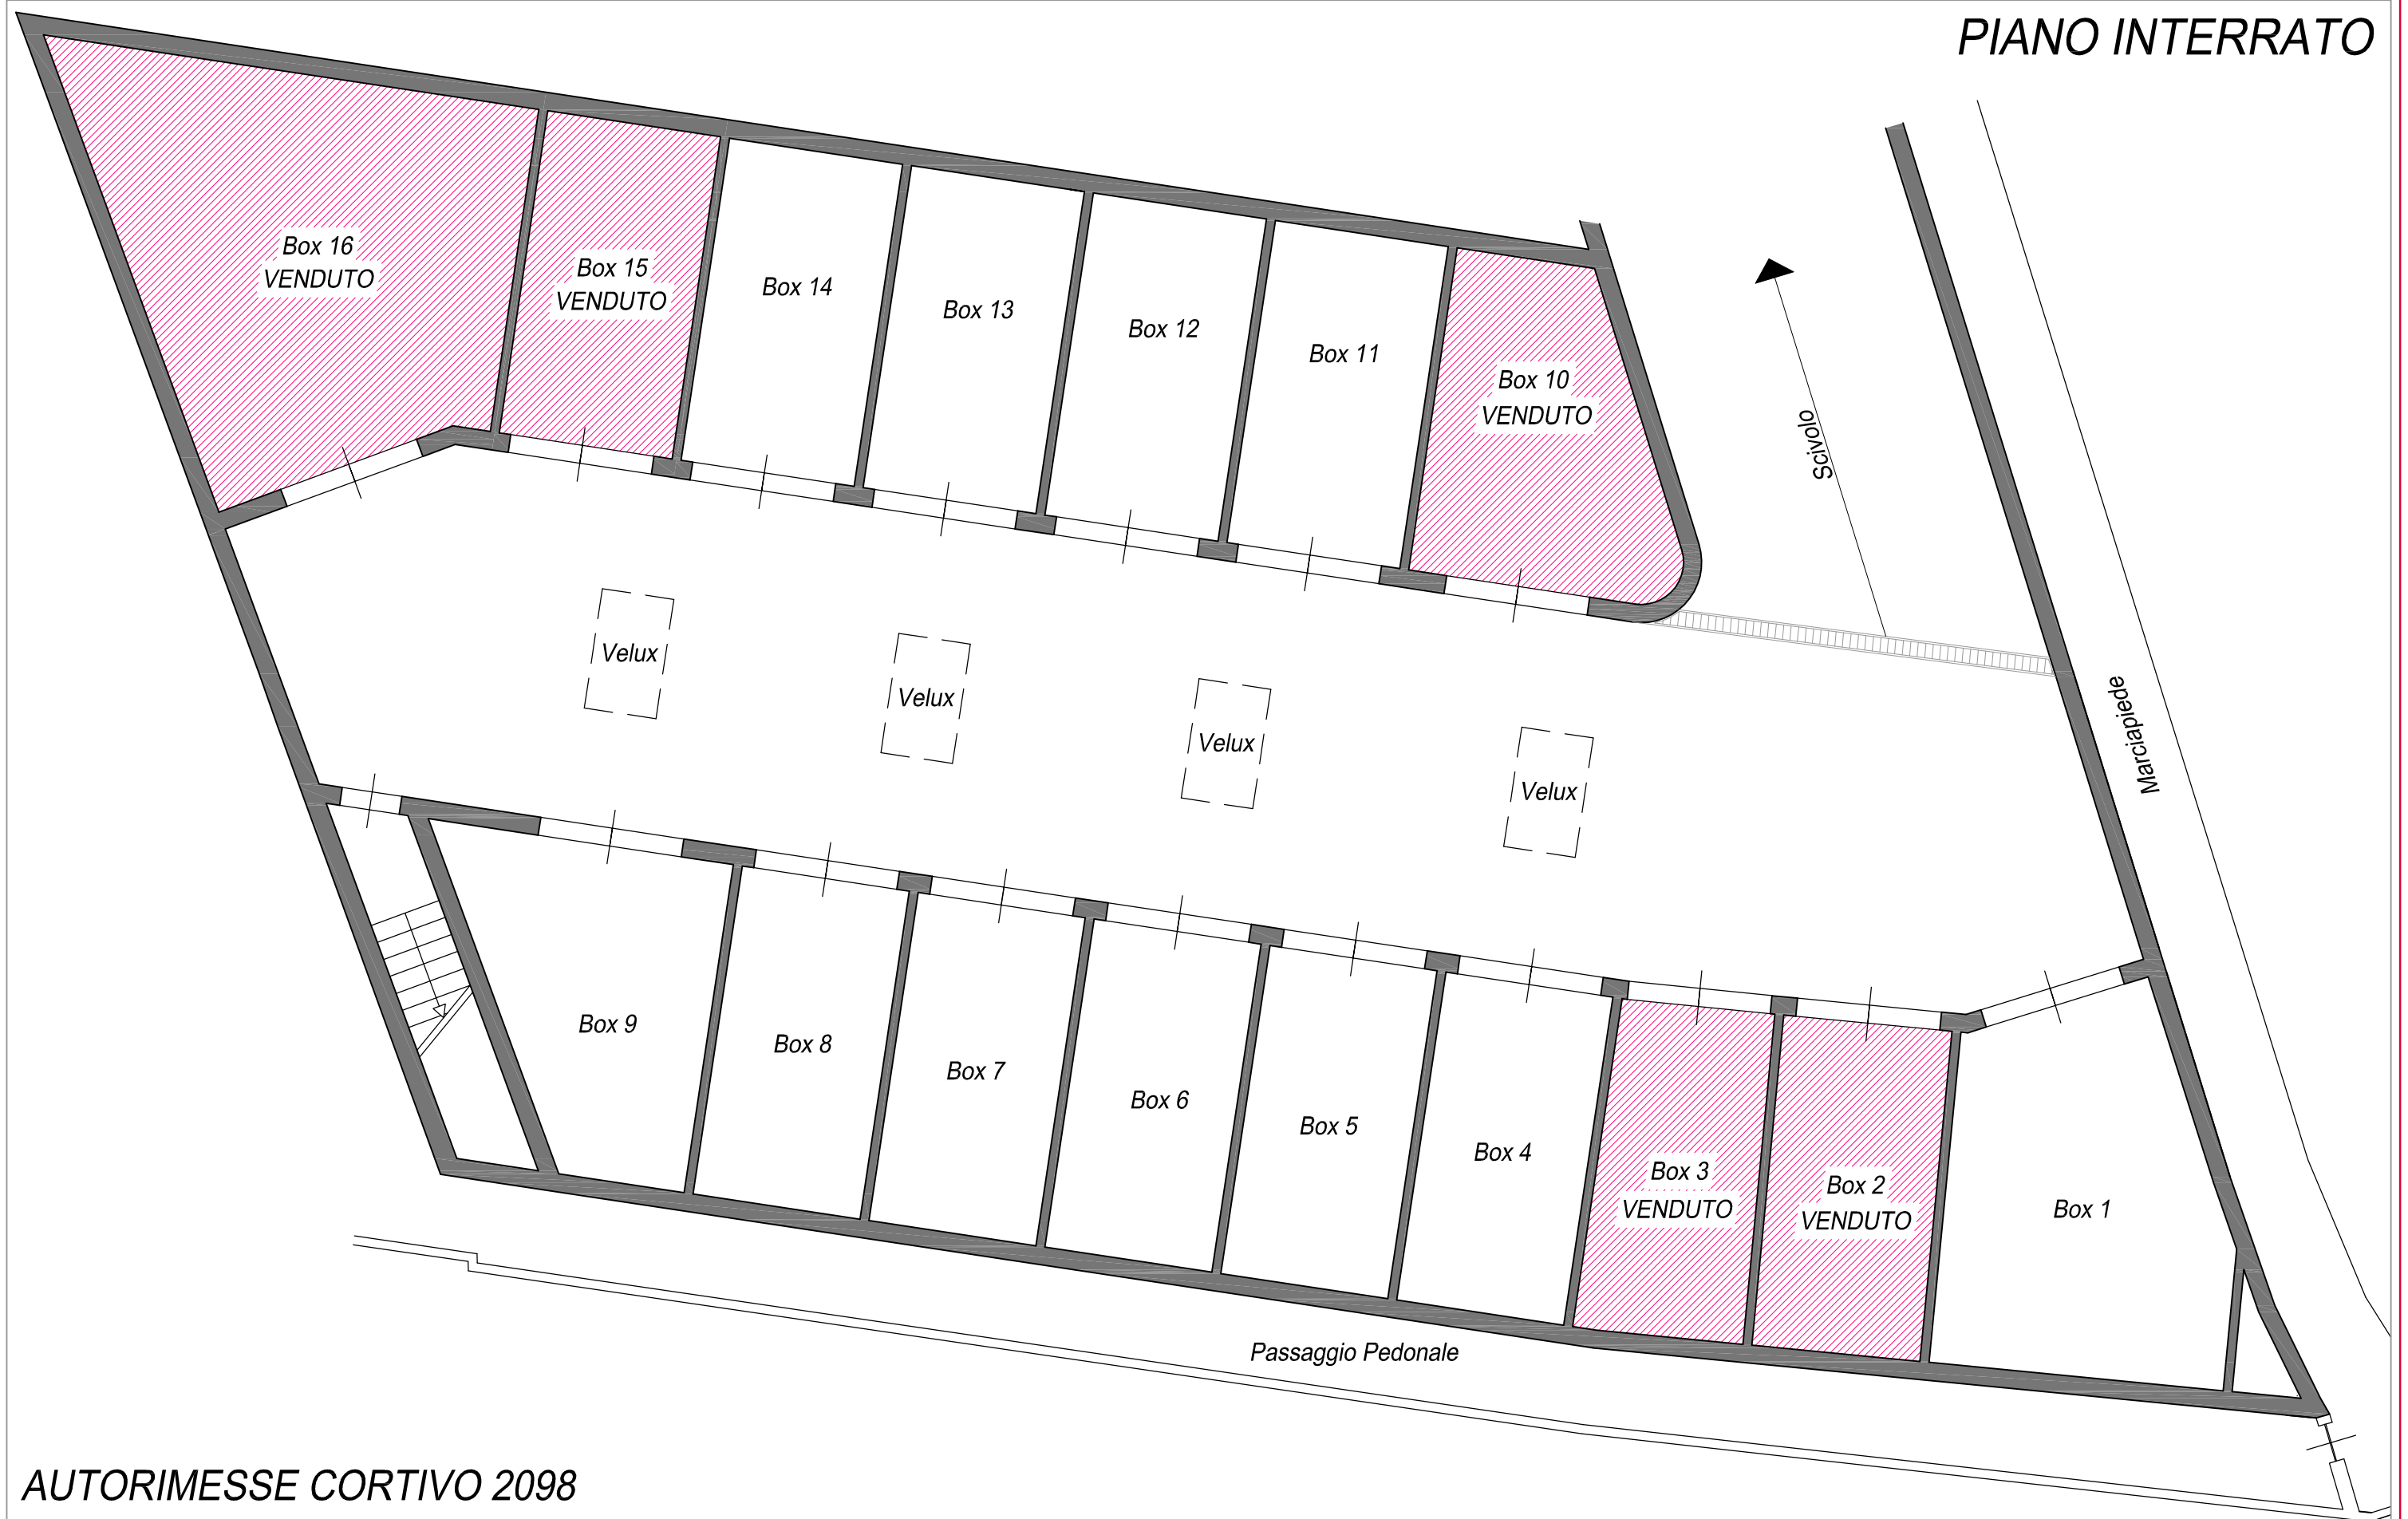 PIANO INTERRATO
Box 16
VENDUTO
Box 15
VENDUTO
Box 14
Box 13
Box 12
Box 11
Box 10
VENDUTO
Scivolo
Marciapiede
Velux
Velux
Velux
Velux
Box 9
Box 8
Box 7
Box 6
Box 5
Box 4
Box 3
VENDUTO
Box 2
VENDUTO
Box 1
Passaggio Pedonale
AUTORIMESSE CORTIVO 2098